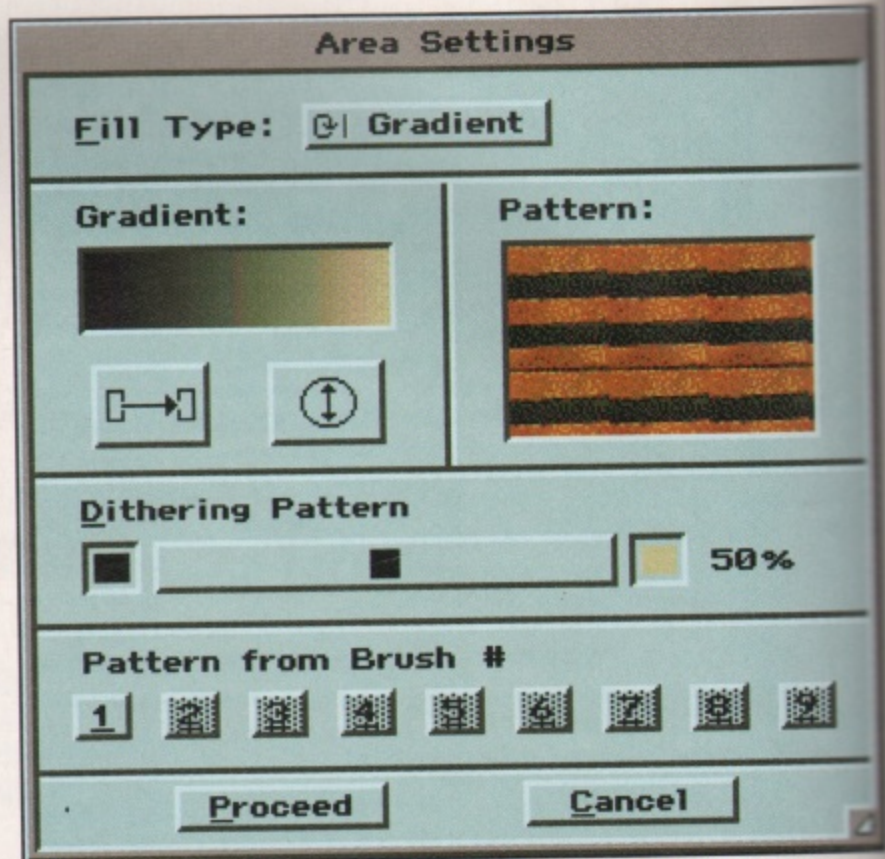 Area Settings
Fill Type: Gradient
Gradient:
Pattern:
Dithering Pattern
50%
Pattern from Brush #
1 2 3 4 5 6 7 8 9
Proceed Cancel